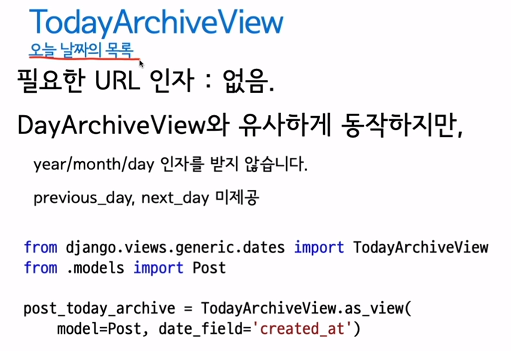 TodayArchiveView
오늘 날짜의 목록
필요한 URL 인자 : 없음.
DayArchiveView와 유사하게 동작하지만,
year/month/day 인자를 받지 않습니다.
previous_day, next_day 미제공
from django.views.generic.dates import TodayArchiveView
from .models import Post
post_today_archive = TodayArchiveView.as_view(
    model=Post, date_field='created_at')